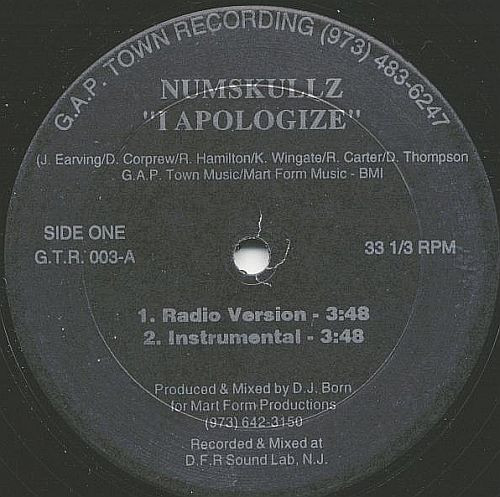 G.A.P. TOWN RECORDING (973) 483-6247
NUMSKULLZ
"I APOLOGIZE"
(J. Earving/D. Corprew/R. Hamilton/K. Wingate/R. Carter/D. Thompson
G.A.P. Town Music/Mart Form Music - BMI
SIDE ONE
G.T.R. 003-A
33 1/3 RPM
1. Radio Version - 3:48
2. Instrumental - 3:48
Produced & Mixed by D.J. Born
for Mart Form Productions
(973) 642-3150
Recorded & Mixed at
D.F.R Sound Lab, N.J.